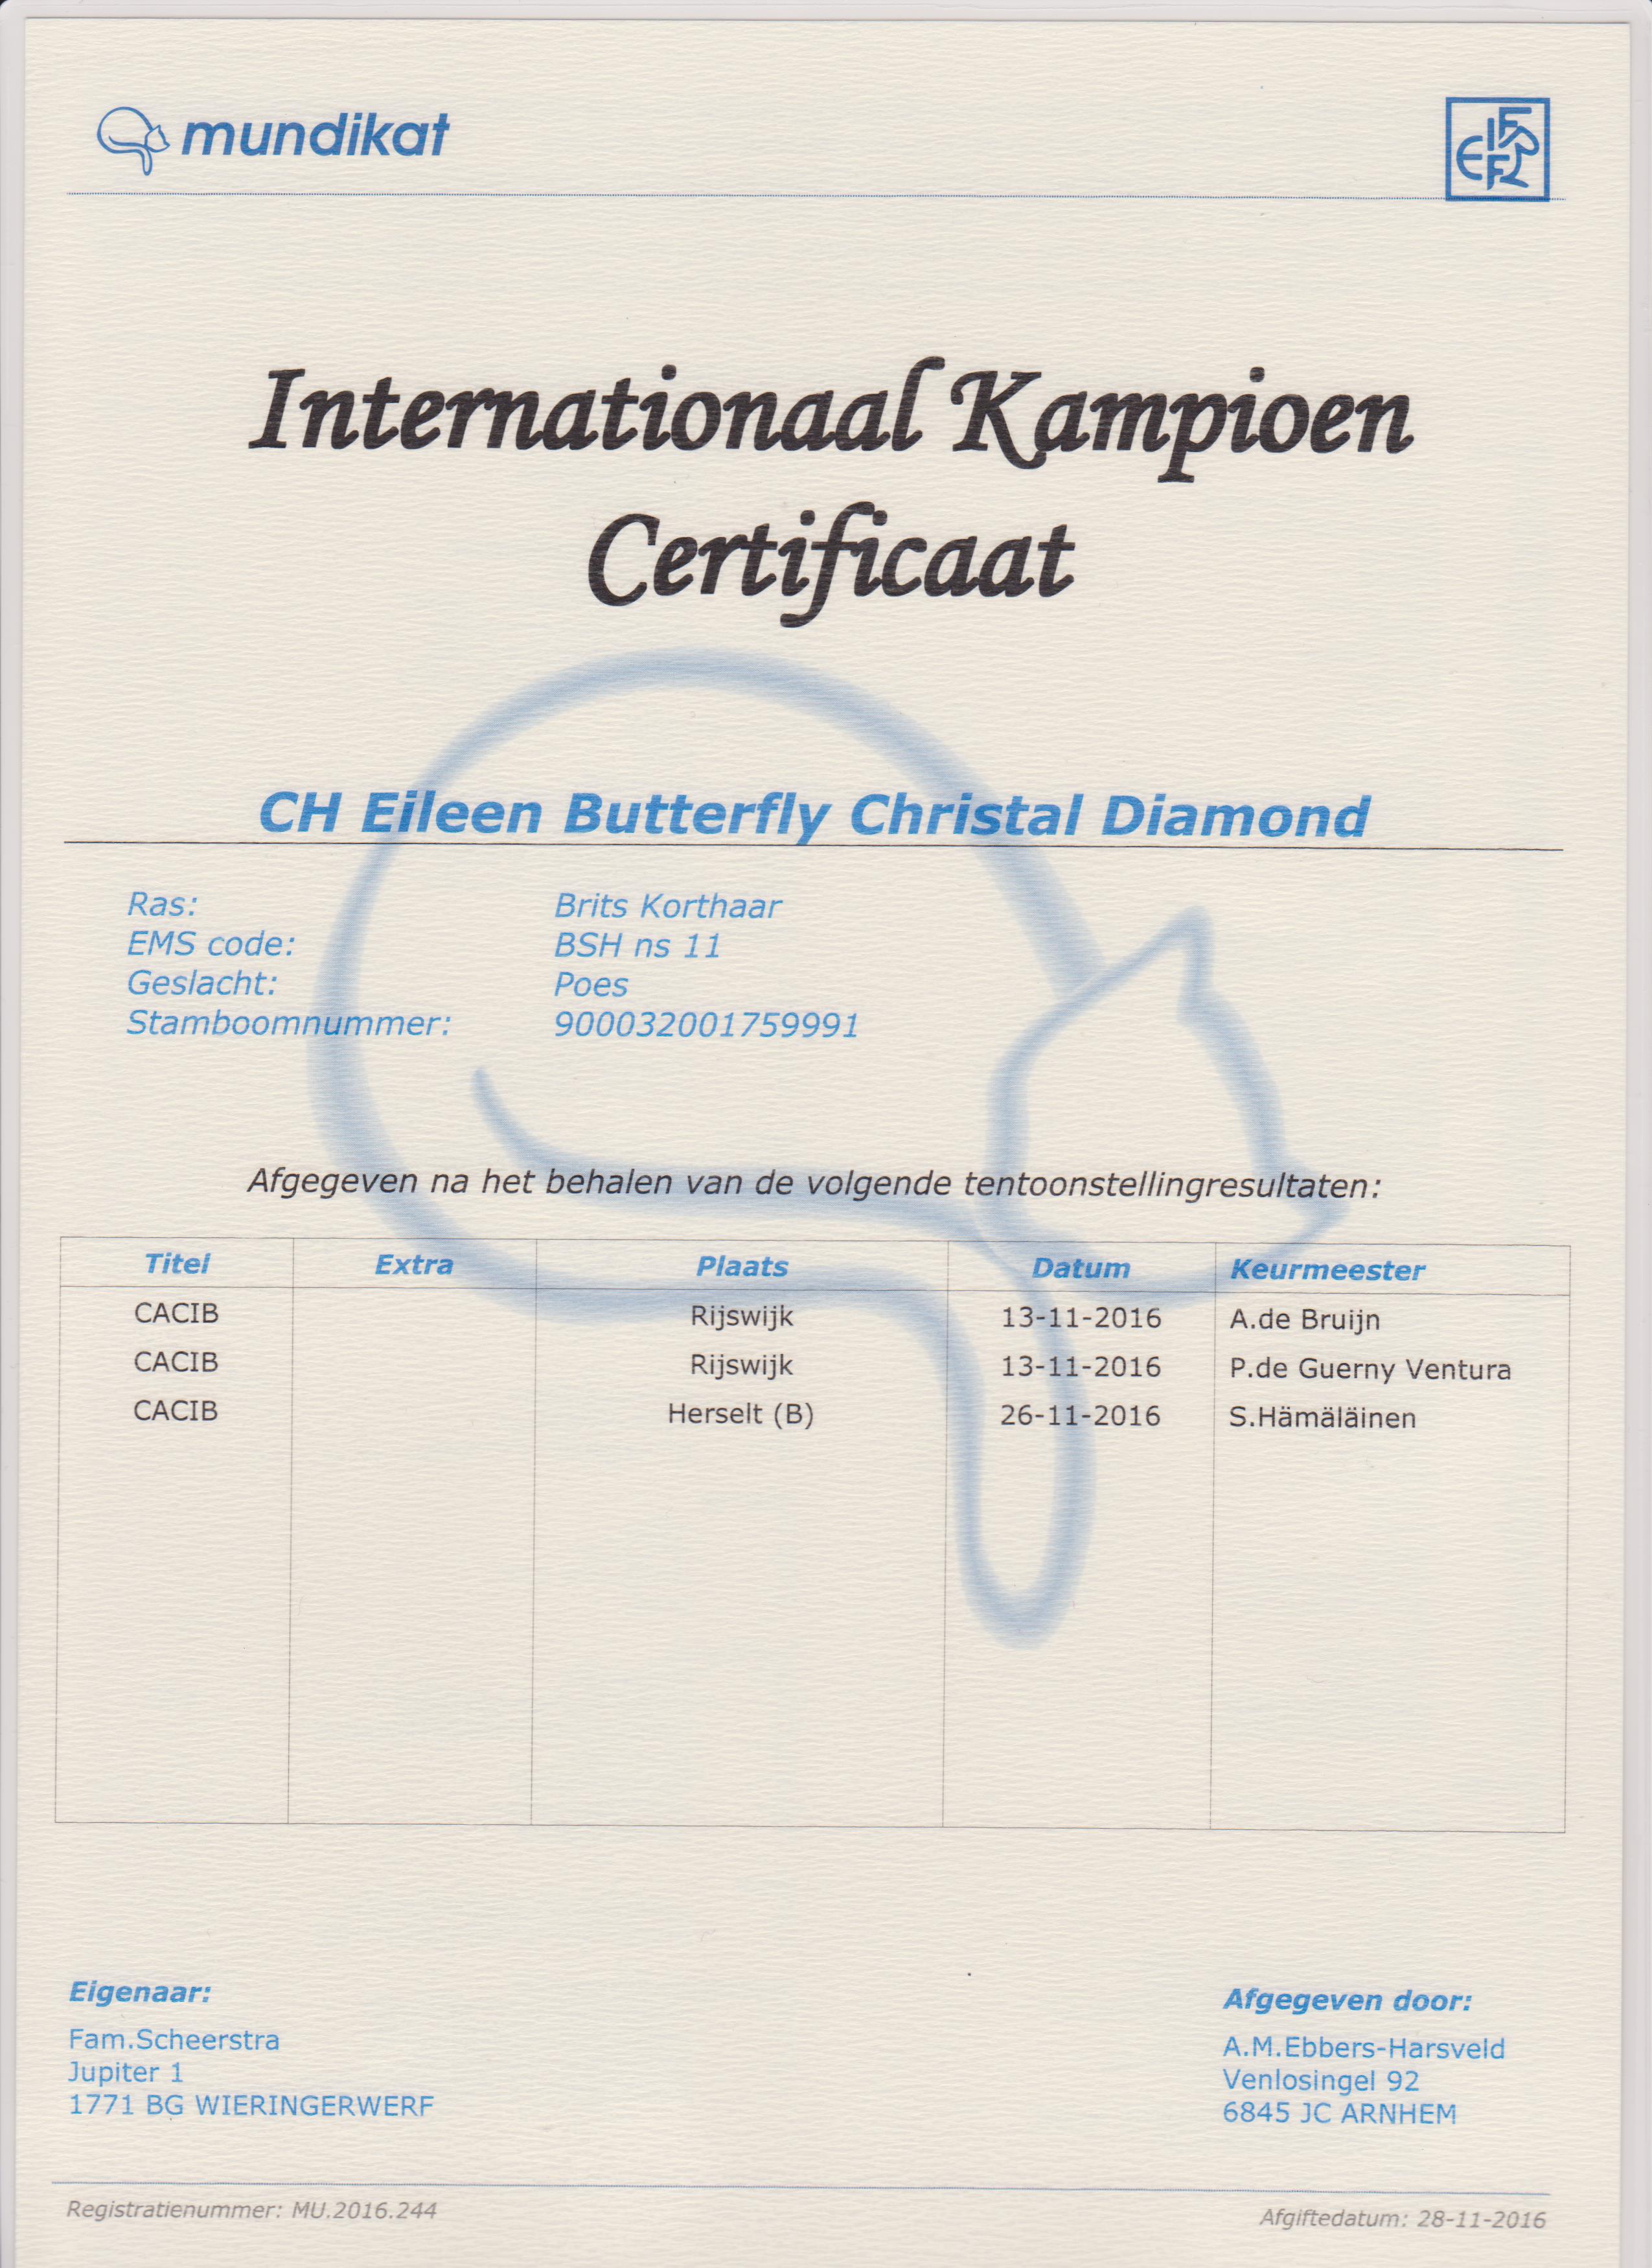 mundikat
FIFe
Internationaal Kampioen
Certificaat
CH Eileen Butterfly Christal Diamond
Ras: Brits Korthaar
EMS code: BSH ns 11
Geslacht: Poes
Stamboomnummer: 900032001759991
Afgegeven na het behalen van de volgende tentoonstellingresultaten:
Titel Extra Plaats Datum Keurmeester
CACIB Rijswijk 13-11-2016 A.de Bruijn
CACIB Rijswijk 13-11-2016 P.de Guerny Ventura
CACIB Herselt (B) 26-11-2016 S.Hämäläinen
Eigenaar:
Fam.Scheerstra
Jupiter 1
1771 BG WIERINGERWERF
Afgegeven door:
A.M.Ebbers-Harsveld
Venlosingel 92
6845 JC ARNHEM
Registratienummer: MU.2016.244
Afgiftedatum: 28-11-2016